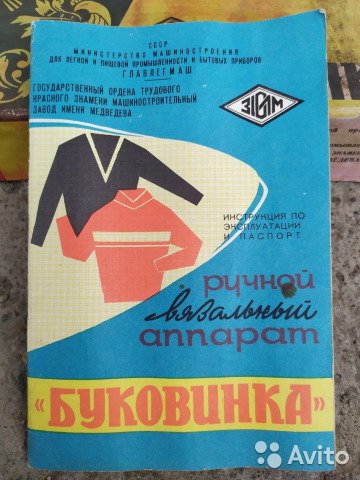 СССР
МИНИСТЕРСТВО МАШИНОСТРОЕНИЯ
ДЛЯ ЛЕГКОЙ И ПИЩЕВОЙ ПРОМЫШЛЕННОСТИ И БЫТОВЫХ ПРИБОРОВ
ГЛАВЛЕГМАШ
ГОСУДАРСТВЕННЫЙ ОРДЕНА ТРУДОВОГО
КРАСНОГО ЗНАМЕНИ МАШИНОСТРОИТЕЛЬНЫЙ
ЗАВОД ИМЕНИ МЕДВЕДЕВА
ЗИМ
ИНСТРУКЦИЯ ПО
ЭКСПЛУАТАЦИИ
И ПАСПОРТ
ручной
вязальный
аппарат
«БУКОВИНКА»
Avito